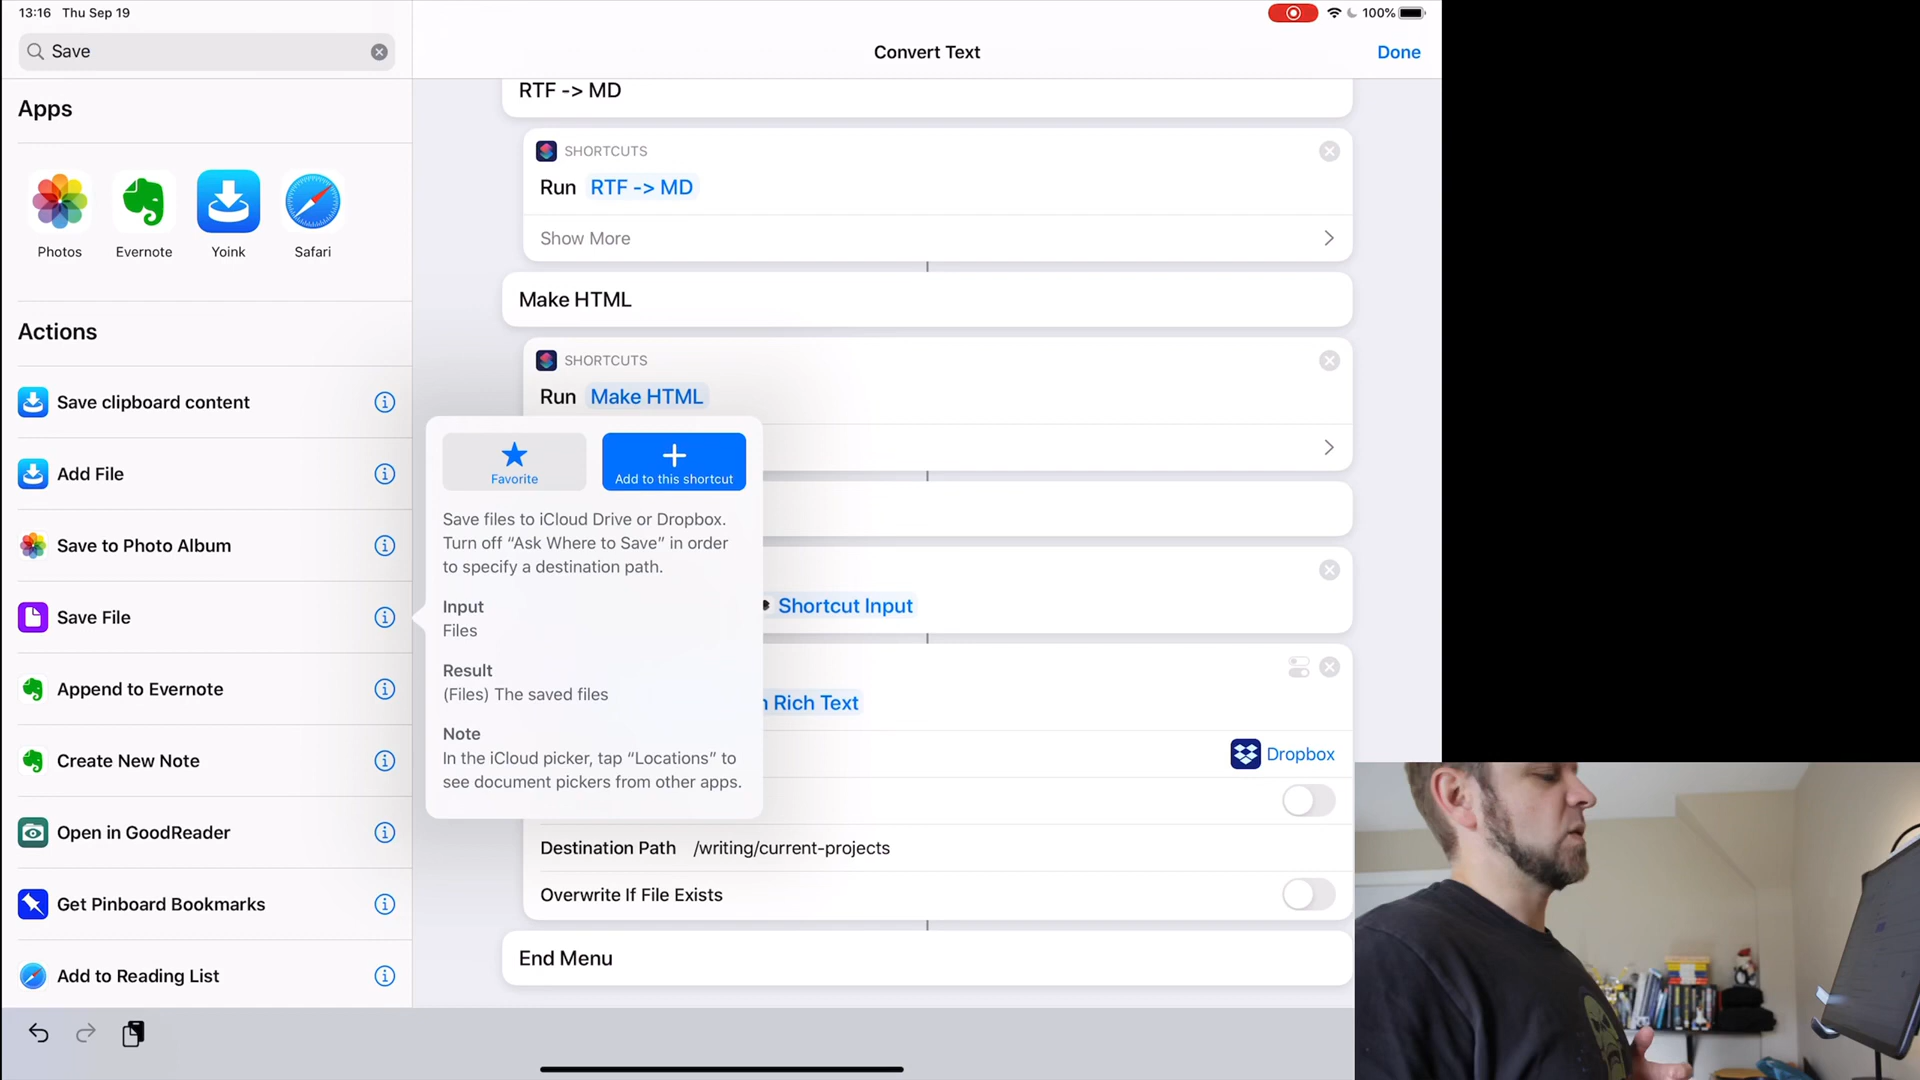 13:16 Thu Sep 19
100%
Save
Apps
Photos
Evernote
Yoink
Safari
Actions
Save clipboard content
Add File
Save to Photo Album
Save File
Append to Evernote
Create New Note
Open in GoodReader
Get Pinboard Bookmarks
Add to Reading List
Convert Text
Done
RTF -> MD
SHORTCUTS
Run RTF -> MD
Show More
Make HTML
SHORTCUTS
Run Make HTML
Favorite
Add to this shortcut
Save files to iCloud Drive or Dropbox.
Turn off “Ask Where to Save” in order
to specify a destination path.
Input
Files
Result
(Files) The saved files
Note
In the iCloud picker, tap “Locations” to
see document pickers from other apps.
Shortcut Input
Rich Text
Dropbox
Destination Path /writing/current-projects
Overwrite If File Exists
End Menu